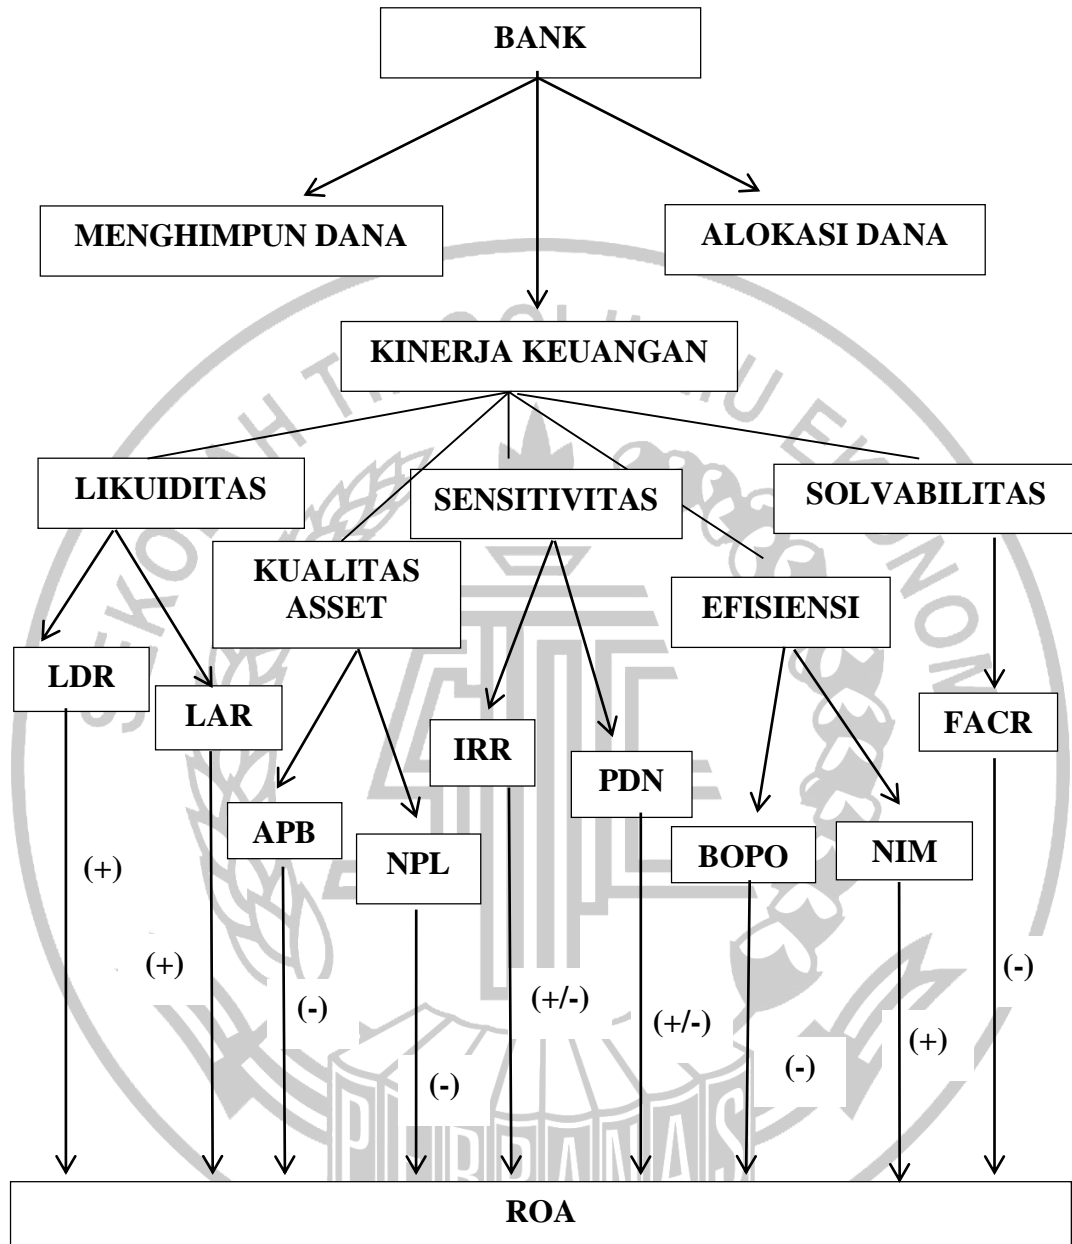 BANK
MENGHIMPUN DANA
ALOKASI DANA
KINERJA KEUANGAN
LIKUIDITAS
SENSITIVITAS
SOLVABILITAS
KUALITAS
ASSET
EFISIENSI
LDR
LAR
IRR
PDN
FACR
APB
NPL
BOPO
NIM
(+)
(+)
(-)
(-)
(+/-)
(+/-)
(-)
(+)
(-)
ROA